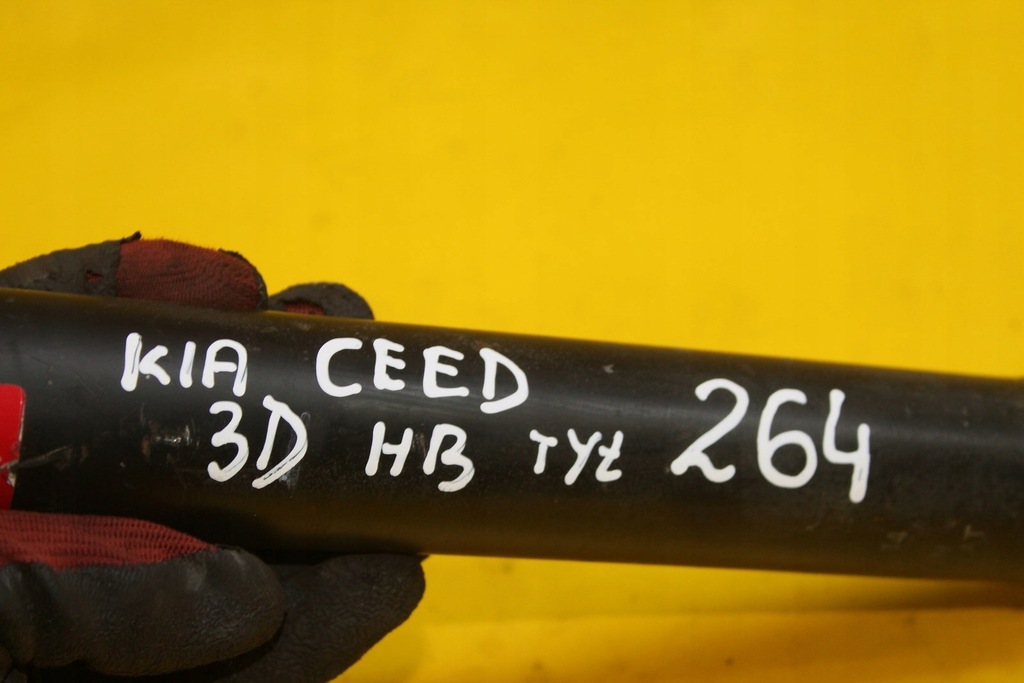 KIA CEED 264
3D HB TYŁ